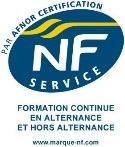 PAR AFNOR CERTIFICATION
NF
SERVICE
FORMATION CONTINUE
EN ALTERNANCE
ET HORS ALTERNANCE
www.marque-nf.com